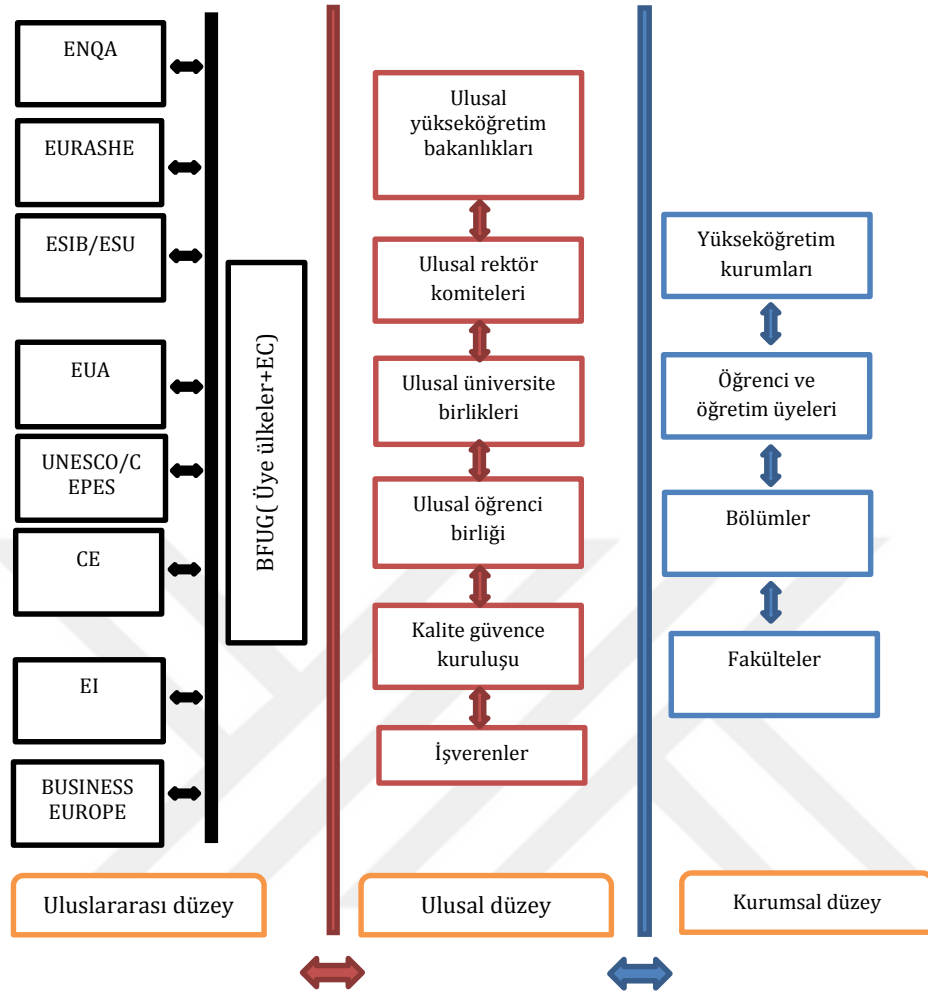 ENQA
EURASHE
ESIB/ESU
EUA
UNESCO/C
EPES
CE
EI
BUSINESS
EUROPE
BFUG( Üye ülkeler+EC)
Uluslararası düzey
Ulusal
yükseköğretim
bakanlıkları
Ulusal rektör
komiteleri
Ulusal üniversite
birlikleri
Ulusal öğrenci
birliği
Kalite güvence
kuruluşu
İşverenler
Ulusal düzey
Yükseköğretim
kurumları
Öğrenci ve
öğretim üyeleri
Bölümler
Fakülteler
Kurumsal düzey